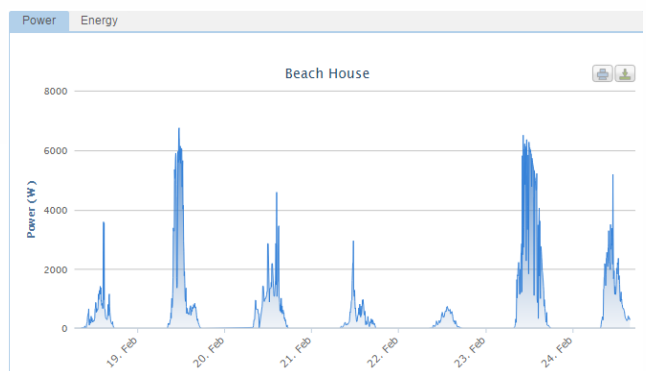 Power Energy
Beach House
8000
6000
4000
2000
0
Power (W)
19. Feb 20. Feb 21. Feb 22. Feb 23. Feb 24. Feb